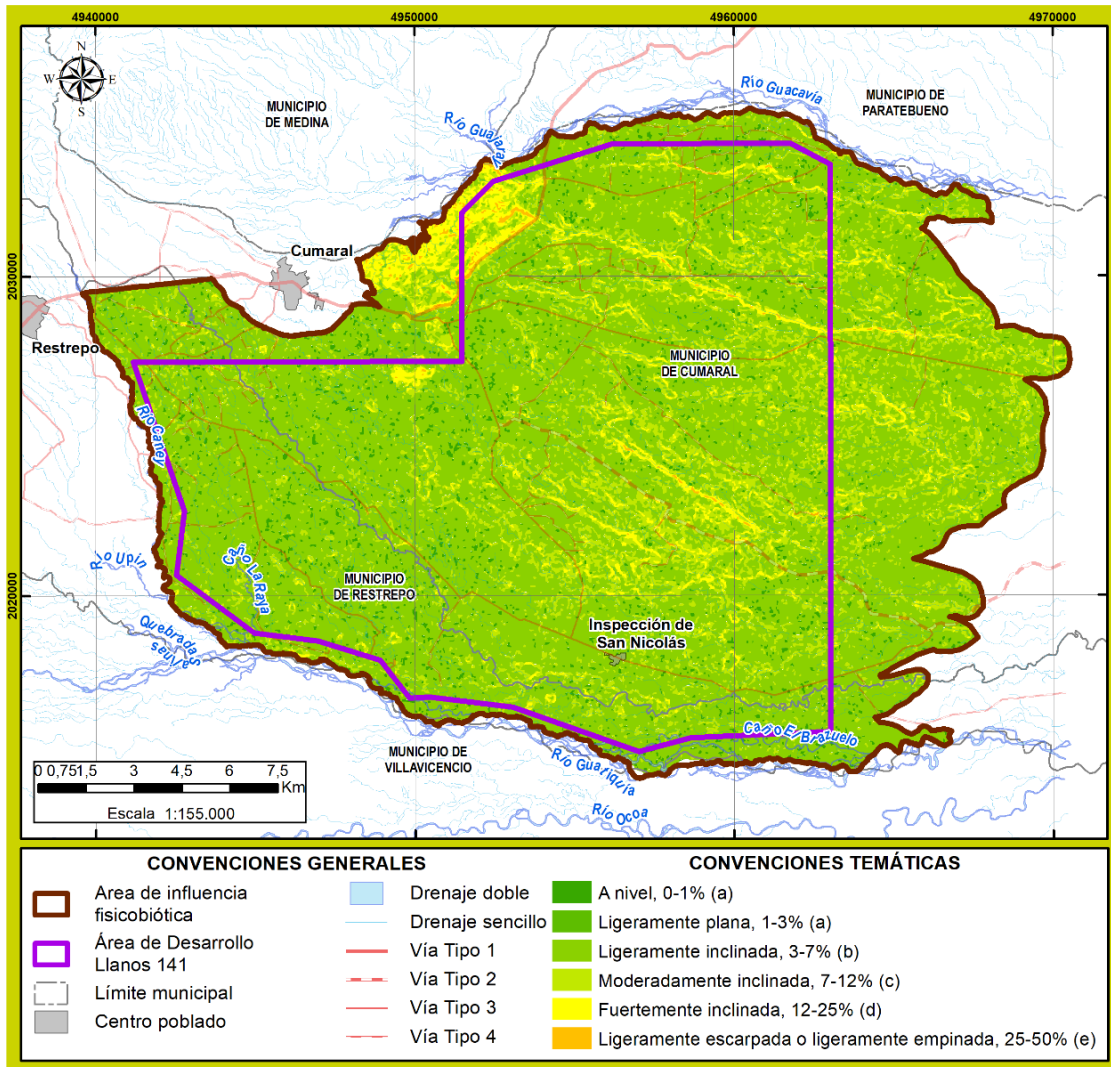 4940000
4950000
4960000
4970000
N
W
E
S
MUNICIPIO
DE MEDINA
Río Guajaray
Río Guacavía
MUNICIPIO DE
PARATEBUENO
2030000
Cumaral
Restrepo
MUNICIPIO
DE CUMARAL
Río Caney
2020000
Río Upín
Caño La Raya
MUNICIPIO
DE RESTREPO
Quebrada Salinas
Inspección de
San Nicolás
Caño El Brazuelo
MUNICIPIO DE
VILLAVICENCIO
Río Guatiquía
Río Ocoa
0 0,751,5 3 4,5 6 7,5
Km
Escala 1:155.000
CONVENCIONES GENERALES
Area de influencia
fisicobiótica
Área de Desarrollo
Llanos 141
Límite municipal
Centro poblado
Drenaje doble
Drenaje sencillo
Vía Tipo 1
Vía Tipo 2
Vía Tipo 3
Vía Tipo 4
CONVENCIONES TEMÁTICAS
A nivel, 0-1% (a)
Ligeramente plana, 1-3% (a)
Ligeramente inclinada, 3-7% (b)
Moderadamente inclinada, 7-12% (c)
Fuertemente inclinada, 12-25% (d)
Ligeramente escarpada o ligeramente empinada, 25-50% (e)